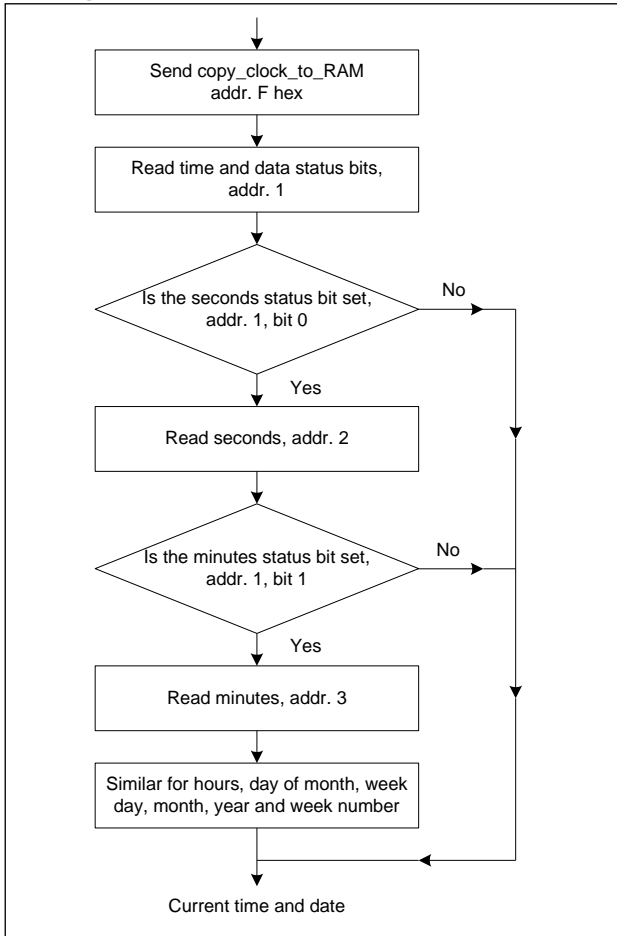 Send copy_clock_to_RAM
addr. F hex
Read time and data status bits,
addr. 1
Is the seconds status bit set,
addr. 1, bit 0
No
Yes
Read seconds, addr. 2
Is the minutes status bit set,
addr. 1, bit 1
No
Yes
Read minutes, addr. 3
Similar for hours, day of month, week
day, month, year and week number
Current time and date